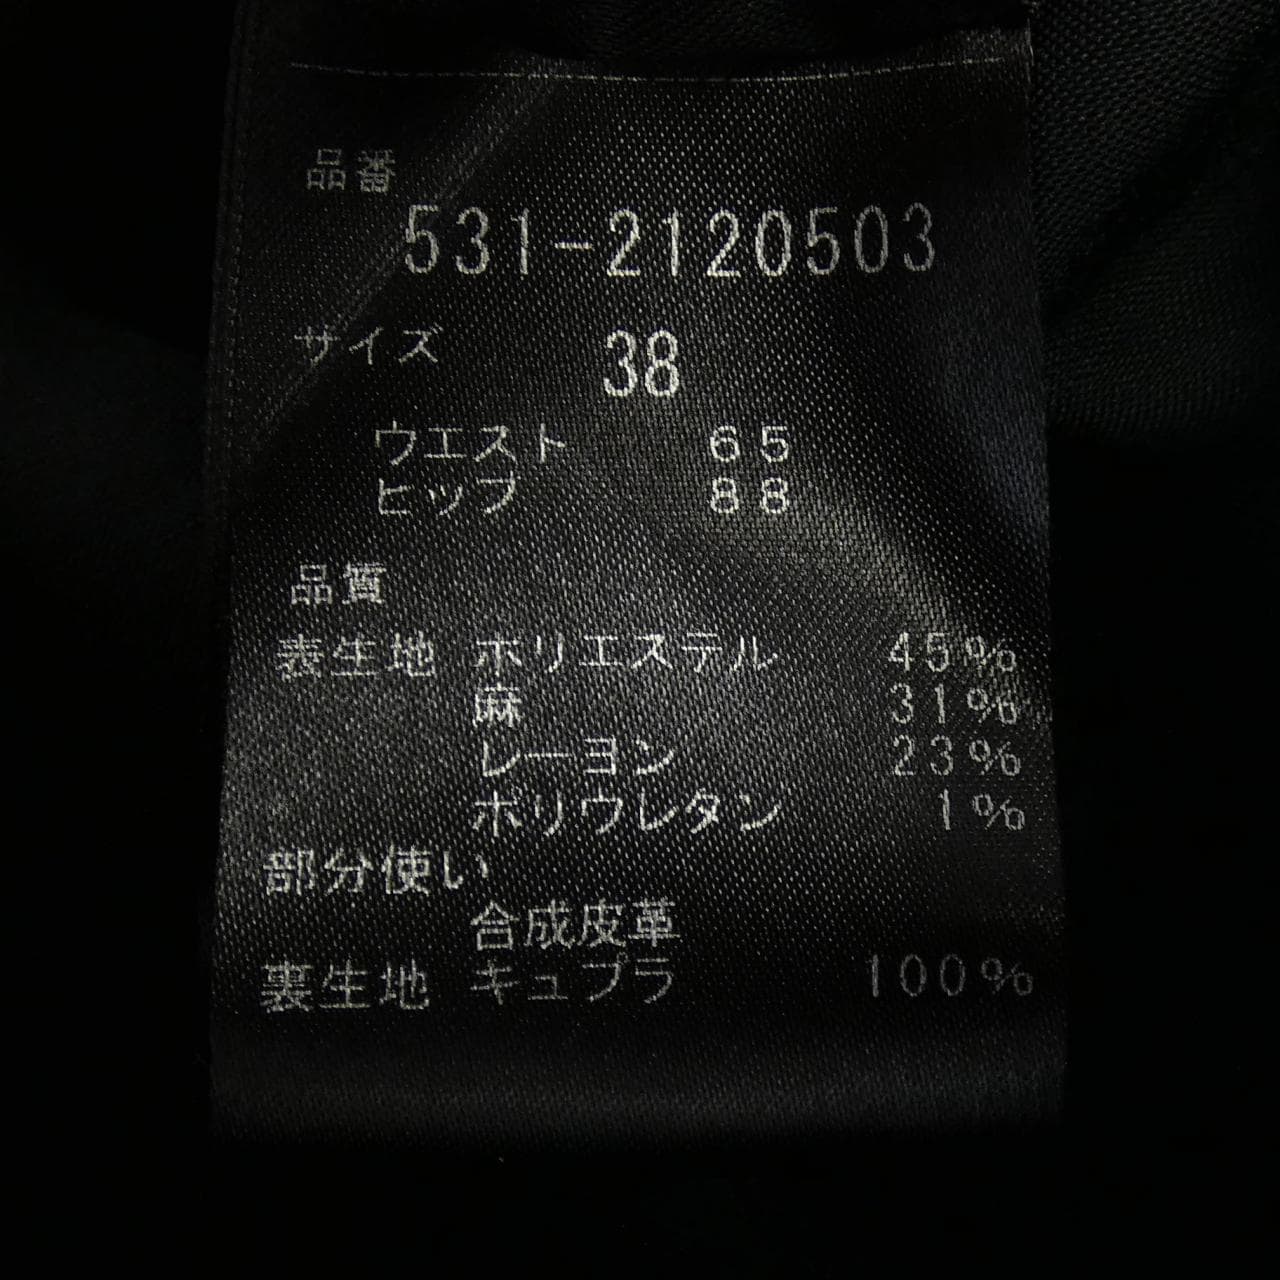 品番
531-2120503
サイズ 38
ウエスト 65
ヒップ 88
品質
表生地 ポリエステル 45%
麻 31%
レーヨン 23%
ポリウレタン 1%
部分使い
合成皮革
裏生地 キュプラ 100%